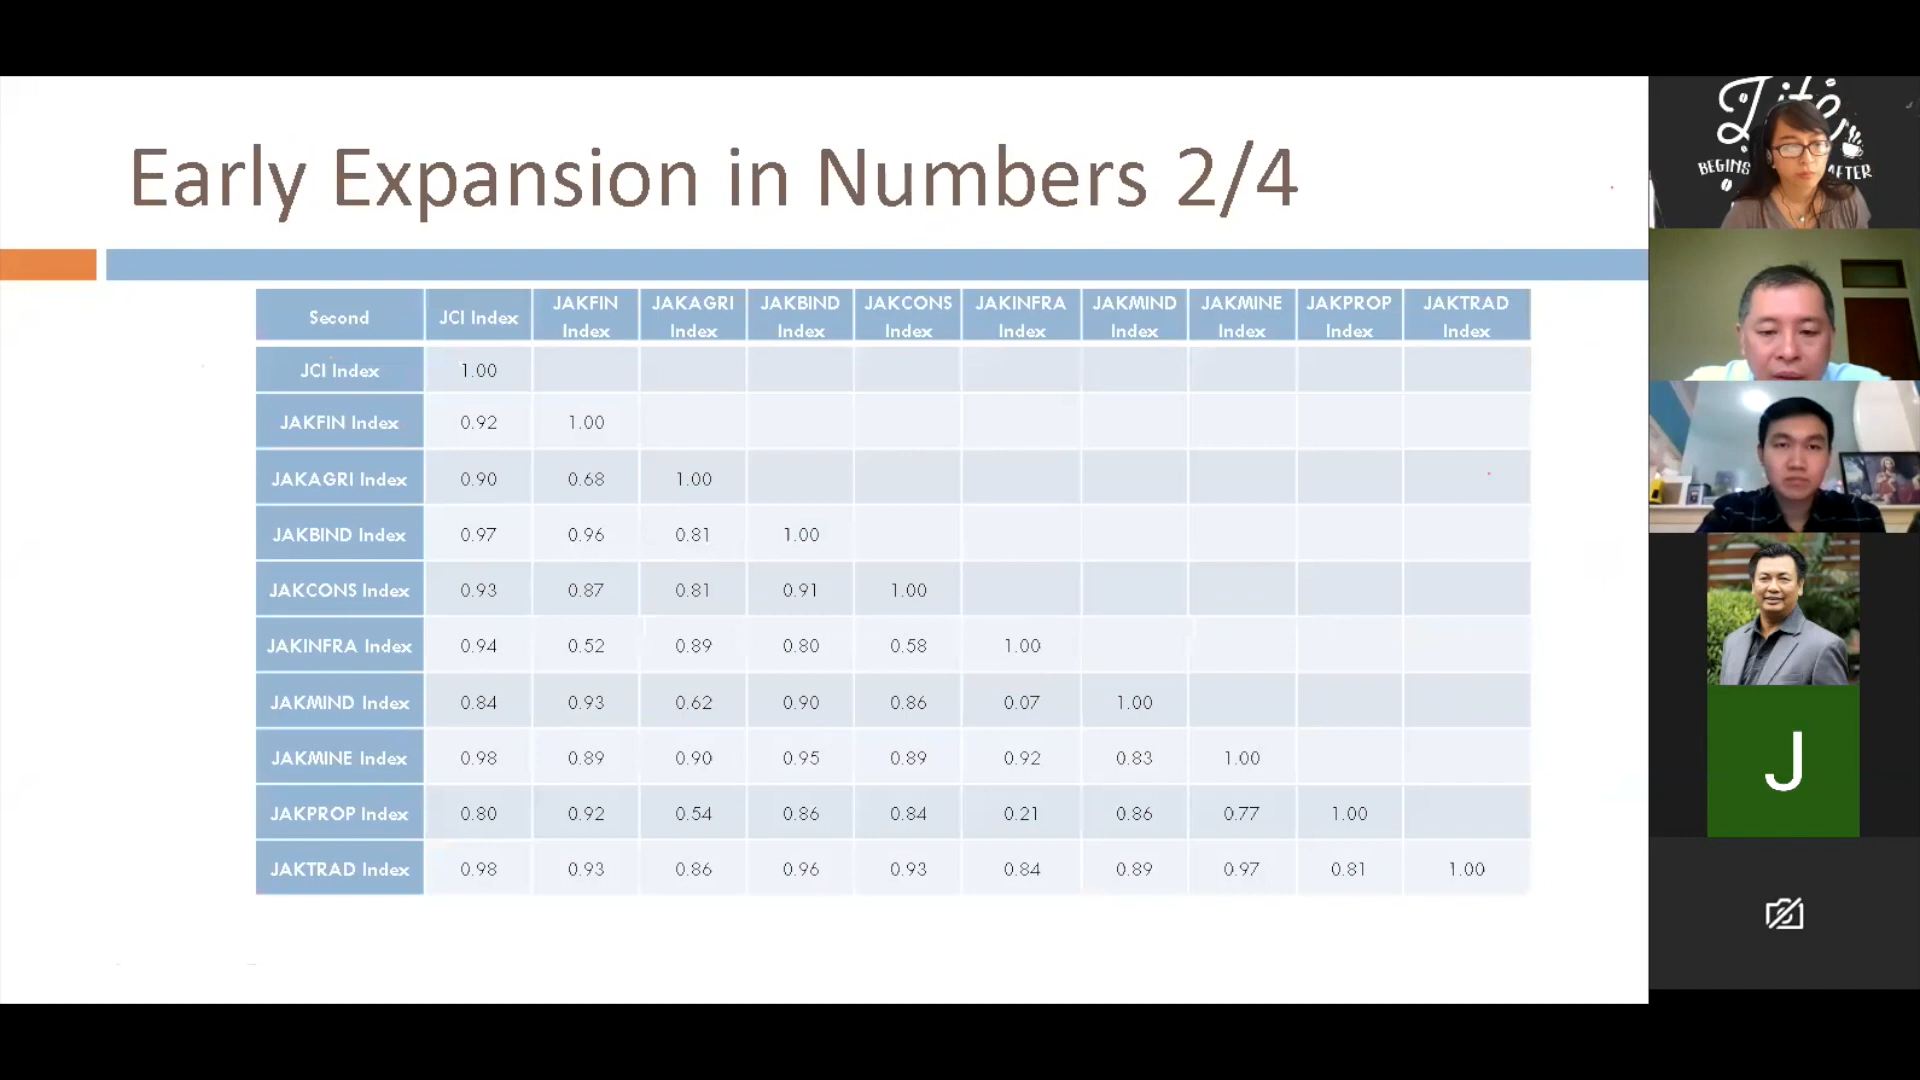 Early Expansion in Numbers 2/4
Second JCI Index JAKFIN Index JAKAGRI Index JAKBIND Index JAKCONS Index JAKINFRA Index JAKMIND Index JAKMINE Index JAKPROP Index JAKTRAD Index
JCI Index 1.00
JAKFIN Index 0.92 1.00
JAKAGRI Index 0.90 0.68 1.00
JAKBIND Index 0.97 0.96 0.81 1.00
JAKCONS Index 0.93 0.87 0.81 0.91 1.00
JAKINFRA Index 0.94 0.52 0.89 0.80 0.58 1.00
JAKMIND Index 0.84 0.93 0.62 0.90 0.86 0.07 1.00
JAKMINE Index 0.98 0.89 0.90 0.95 0.89 0.92 0.83 1.00
JAKPROP Index 0.80 0.92 0.54 0.86 0.84 0.21 0.86 0.77 1.00
JAKTRAD Index 0.98 0.93 0.86 0.96 0.93 0.84 0.89 0.97 0.81 1.00
BEGINS
J